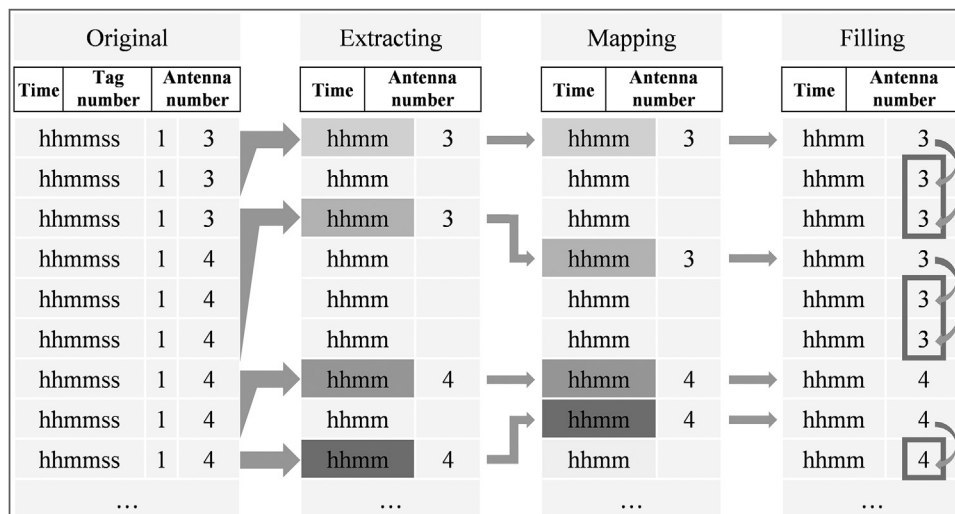 Original Extracting Mapping Filling
Time Tag number Antenna number Time Antenna number Time Antenna number Time Antenna number
hhmmss 1 3 hhmm 3 hhmm 3 hhmm 3
hhmmss 1 3 hhmm hhmm hhmm 3
hhmmss 1 3 hhmm 3 hhmm hhmm 3
hhmmss 1 4 hhmm hhmm 3 hhmm 3
hhmmss 1 4 hhmm hhmm hhmm 3
hhmmss 1 4 hhmm hhmm hhmm 3
hhmmss 1 4 hhmm 4 hhmm 4 hhmm 4
hhmmss 1 4 hhmm hhmm 4 hhmm 4
hhmmss 1 4 hhmm 4 hhmm hhmm 4
... ... ... ...